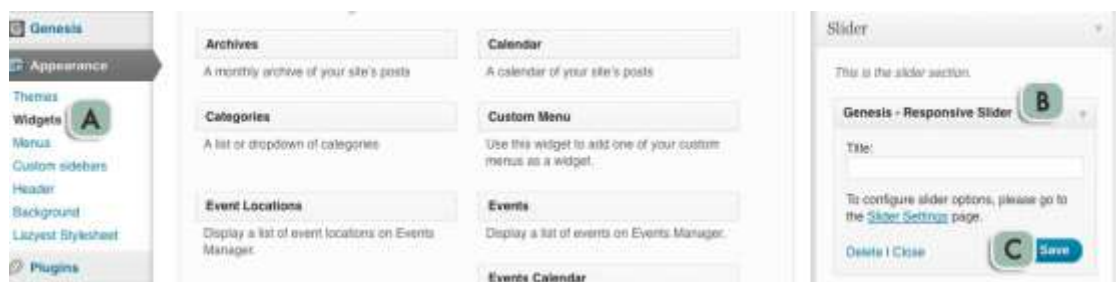 Genesis
Appearance
Themes
Widgets
A
Menus
Custom sidebars
Header
Background
Lazyest Stylesheet
Plugins
Archives
A monthly archive of your site's posts
Categories
A list or dropdown of categories
Event Locations
Display a list of event locations on Events
Manager.
Calendar
A calendar of your site's posts
Custom Menu
Use this widget to add one of your custom
menus as a widget.
Events
Display a list of events on Events Manager.
Events Calendar
Slider
This is the slider section.
B
Genesis - Responsive Slider
Title:
To configure slider options, please go to
the Slider Settings page.
Delete | Close
C
Save